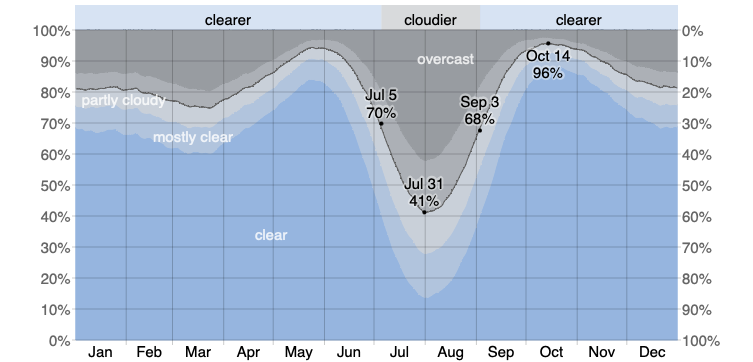 clearer cloudier clearer
100% 0%
90% overcast 10%
Oct 14
96%
80% partly cloudy Jul 5 20%
70% Sep 3 68% 30%
70%
mostly clear
60% 40%
50% Jul 31 50%
41%
40% 60%
clear
30% 70%
20% 80%
10% 90%
0% 100%
Jan Feb Mar Apr May Jun Jul Aug Sep Oct Nov Dec